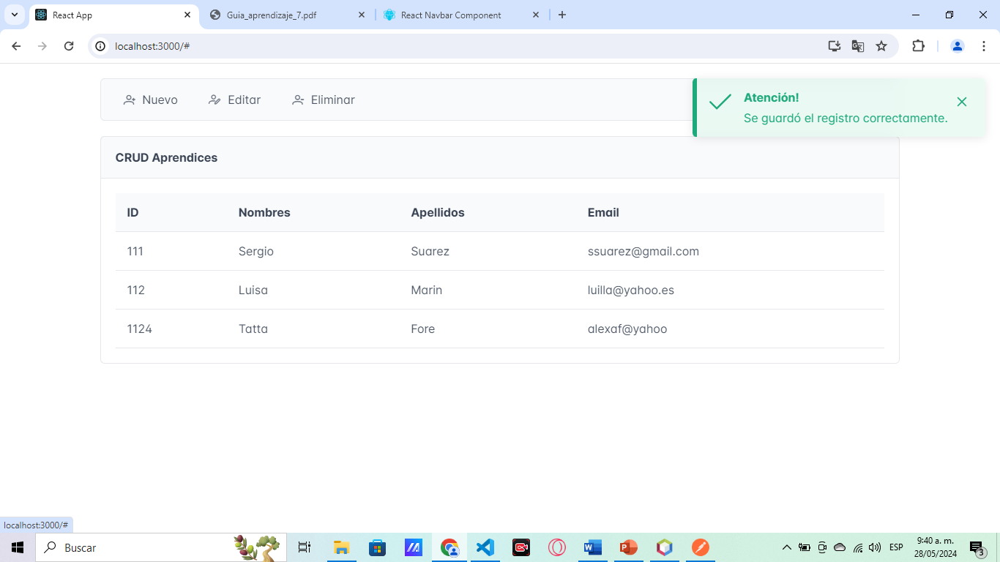 React App
Guia_aprendizaje_7.pdf
React Navbar Component
localhost:3000/#
Nuevo
Editar
Eliminar
Atención!
Se guardó el registro correctamente.
CRUD Aprendices
ID Nombres Apellidos Email
111 Sergio Suarez ssuarez@gmail.com
112 Luisa Marin luilla@yahoo.es
1124 Tatta Fore alexaf@yahoo
localhost:3000/#
Buscar
ESP
9:40 a. m.
28/05/2024
3